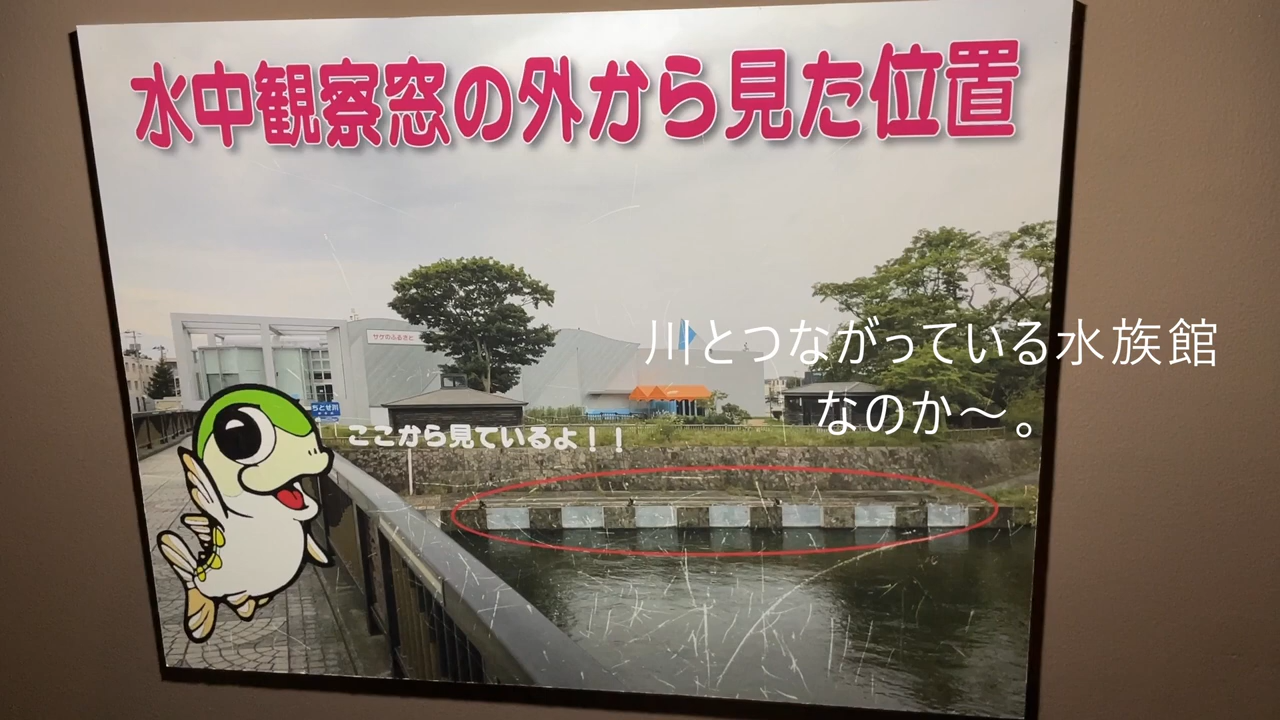 水中観察窓の外から見た位置
サケのふるさと
川とつながっている水族館
なのか〜　。
ちとせ川
ここから見ているよ！！